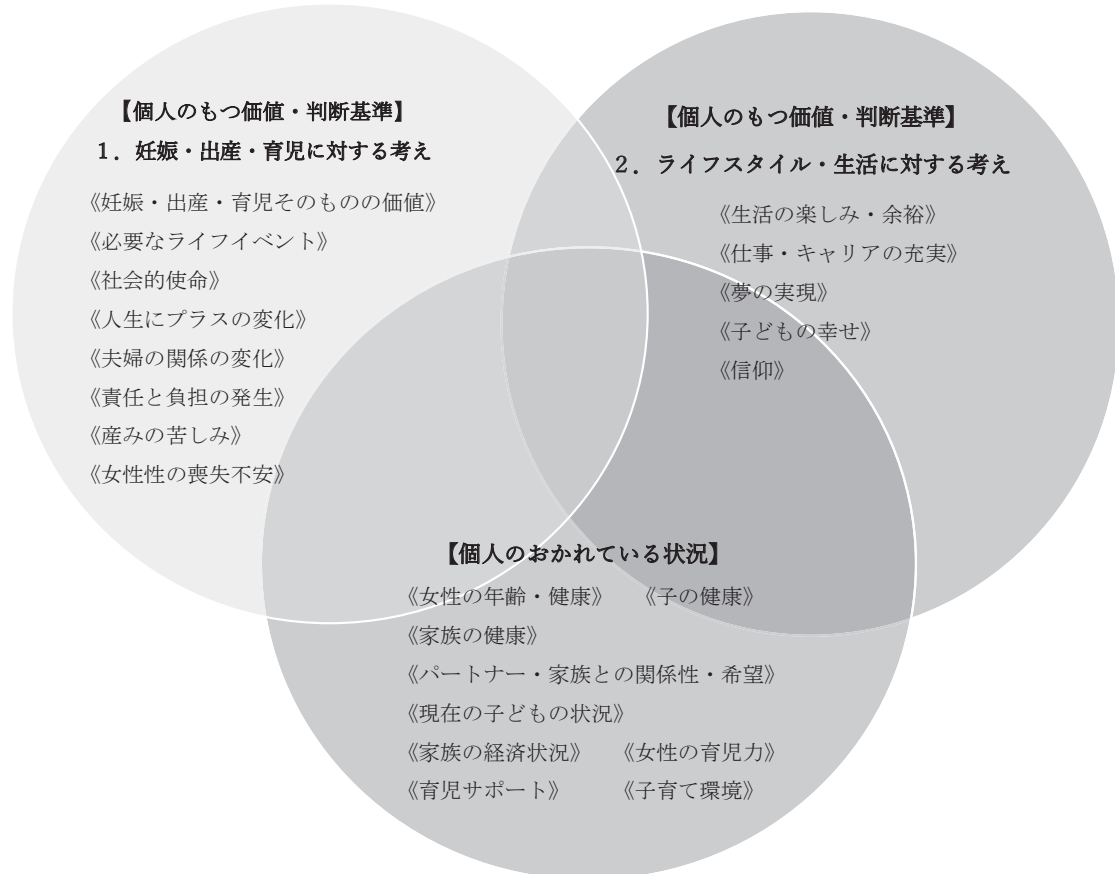 【個人のもつ価値・判断基準】
1．妊娠・出産・育児に対する考え
《妊娠・出産・育児そのものの価値》
《必要なライフイベント》
《社会的使命》
《人生にプラスの変化》
《夫婦の関係の変化》
《責任と負担の発生》
《産みの苦しみ》
《女性性の喪失不安》
【個人のもつ価値・判断基準】
2．ライフスタイル・生活に対する考え
《生活の楽しみ・余裕》
《仕事・キャリアの充実》
《夢の実現》
《子どもの幸せ》
《信仰》
【個人のおかれている状況】
《女性の年齢・健康》　《子の健康》
《家族の健康》
《パートナー・家族との関係性・希望》
《現在の子どもの状況》
《家族の経済状況》　《女性の育児力》
《育児サポート》　《子育て環境》